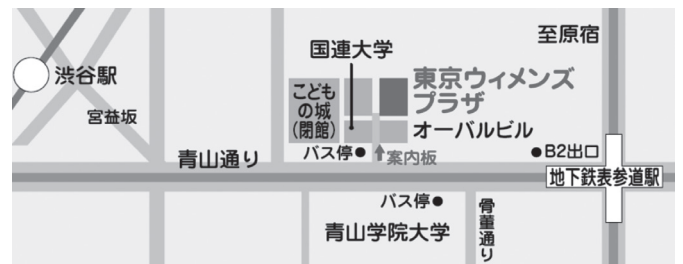 至原宿
国連大学
渋谷駅
こども
の城
(閉館)
東京ウィメンズ
プラザ
宮益坂
オーバルビル
青山通り
バス停
案内板
B2出口
地下鉄表参道駅
バス停
青山学院大学
骨董通り